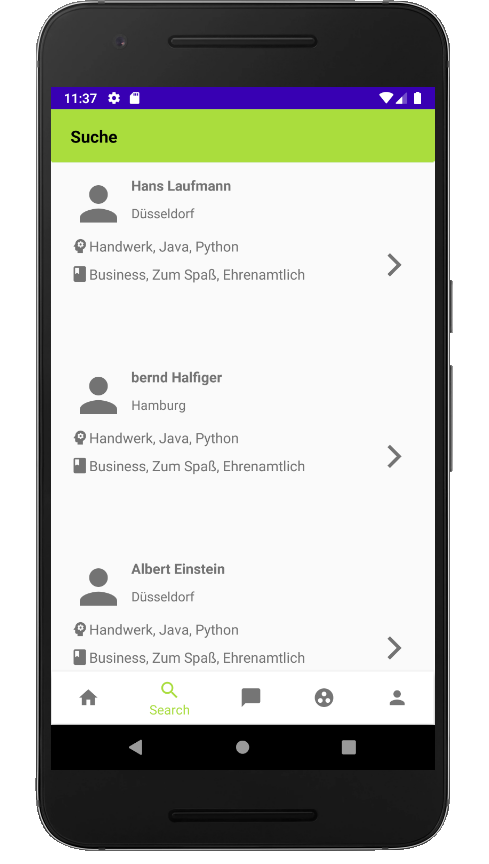 11:37
Suche
Hans Laufmann
Düsseldorf
Handwerk, Java, Python
Business, Zum Spaß, Ehrenamtlich
bernd Halfiger
Hamburg
Handwerk, Java, Python
Business, Zum Spaß, Ehrenamtlich
Albert Einstein
Düsseldorf
Handwerk, Java, Python
Business, Zum Spaß, Ehrenamtlich
Search